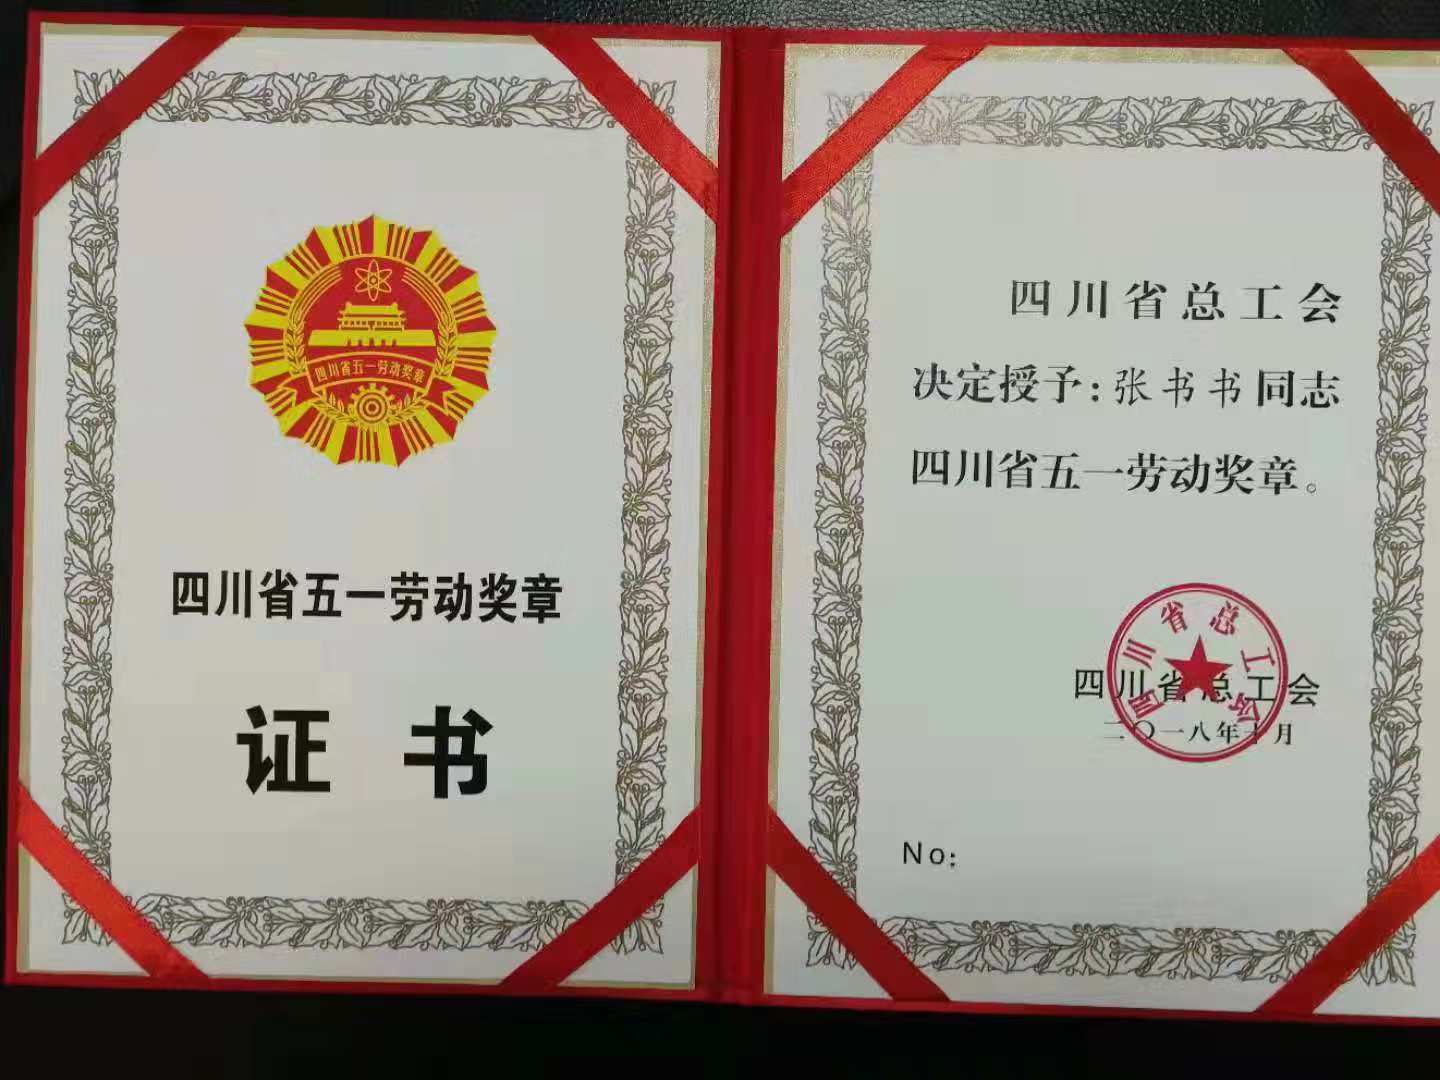 四川省五一劳动奖章
四川省五一劳动奖章
证书
四川省总工会
决定授予:张书书同志
四川省五一劳动奖章。
四川省总工会
四川省总工会
二〇一八年十月
No: